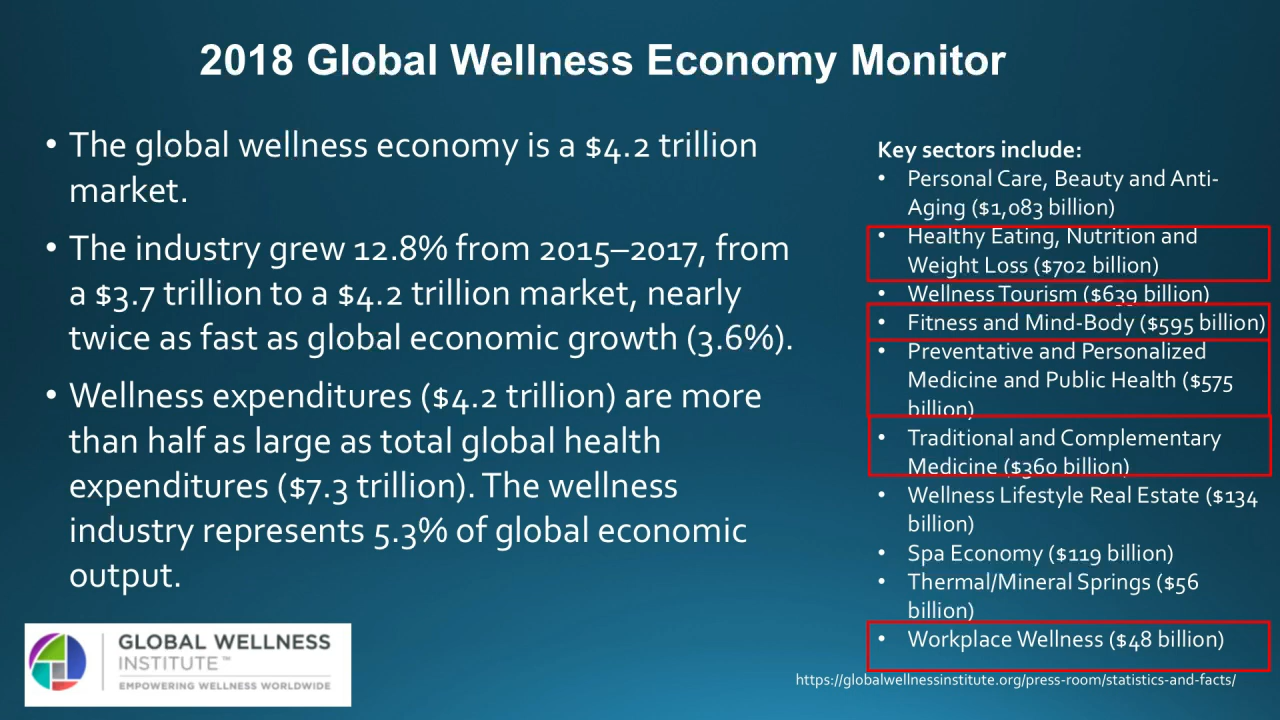 2018 Global Wellness Economy Monitor
• The global wellness economy is a $4.2 trillion
market.
• The industry grew 12.8% from 2015–2017, from
a $3.7 trillion to a $4.2 trillion market, nearly
twice as fast as global economic growth (3.6%).
• Wellness expenditures ($4.2 trillion) are more
than half as large as total global health
expenditures ($7.3 trillion). The wellness
industry represents 5.3% of global economic
output.
Key sectors include:
• Personal Care, Beauty and Anti-
Aging ($1,083 billion)
• Healthy Eating, Nutrition and
Weight Loss ($702 billion)
• Wellness Tourism ($639 billion)
• Fitness and Mind-Body ($595 billion)
• Preventative and Personalized
Medicine and Public Health ($575
billion)
• Traditional and Complementary
Medicine ($360 billion)
• Wellness Lifestyle Real Estate ($134
billion)
• Spa Economy ($119 billion)
• Thermal/Mineral Springs ($56
billion)
• Workplace Wellness ($48 billion)
GLOBAL WELLNESS
INSTITUTE™
EMPOWERING WELLNESS WORLDWIDE
https://globalwellnessinstitute.org/press-room/statistics-and-facts/